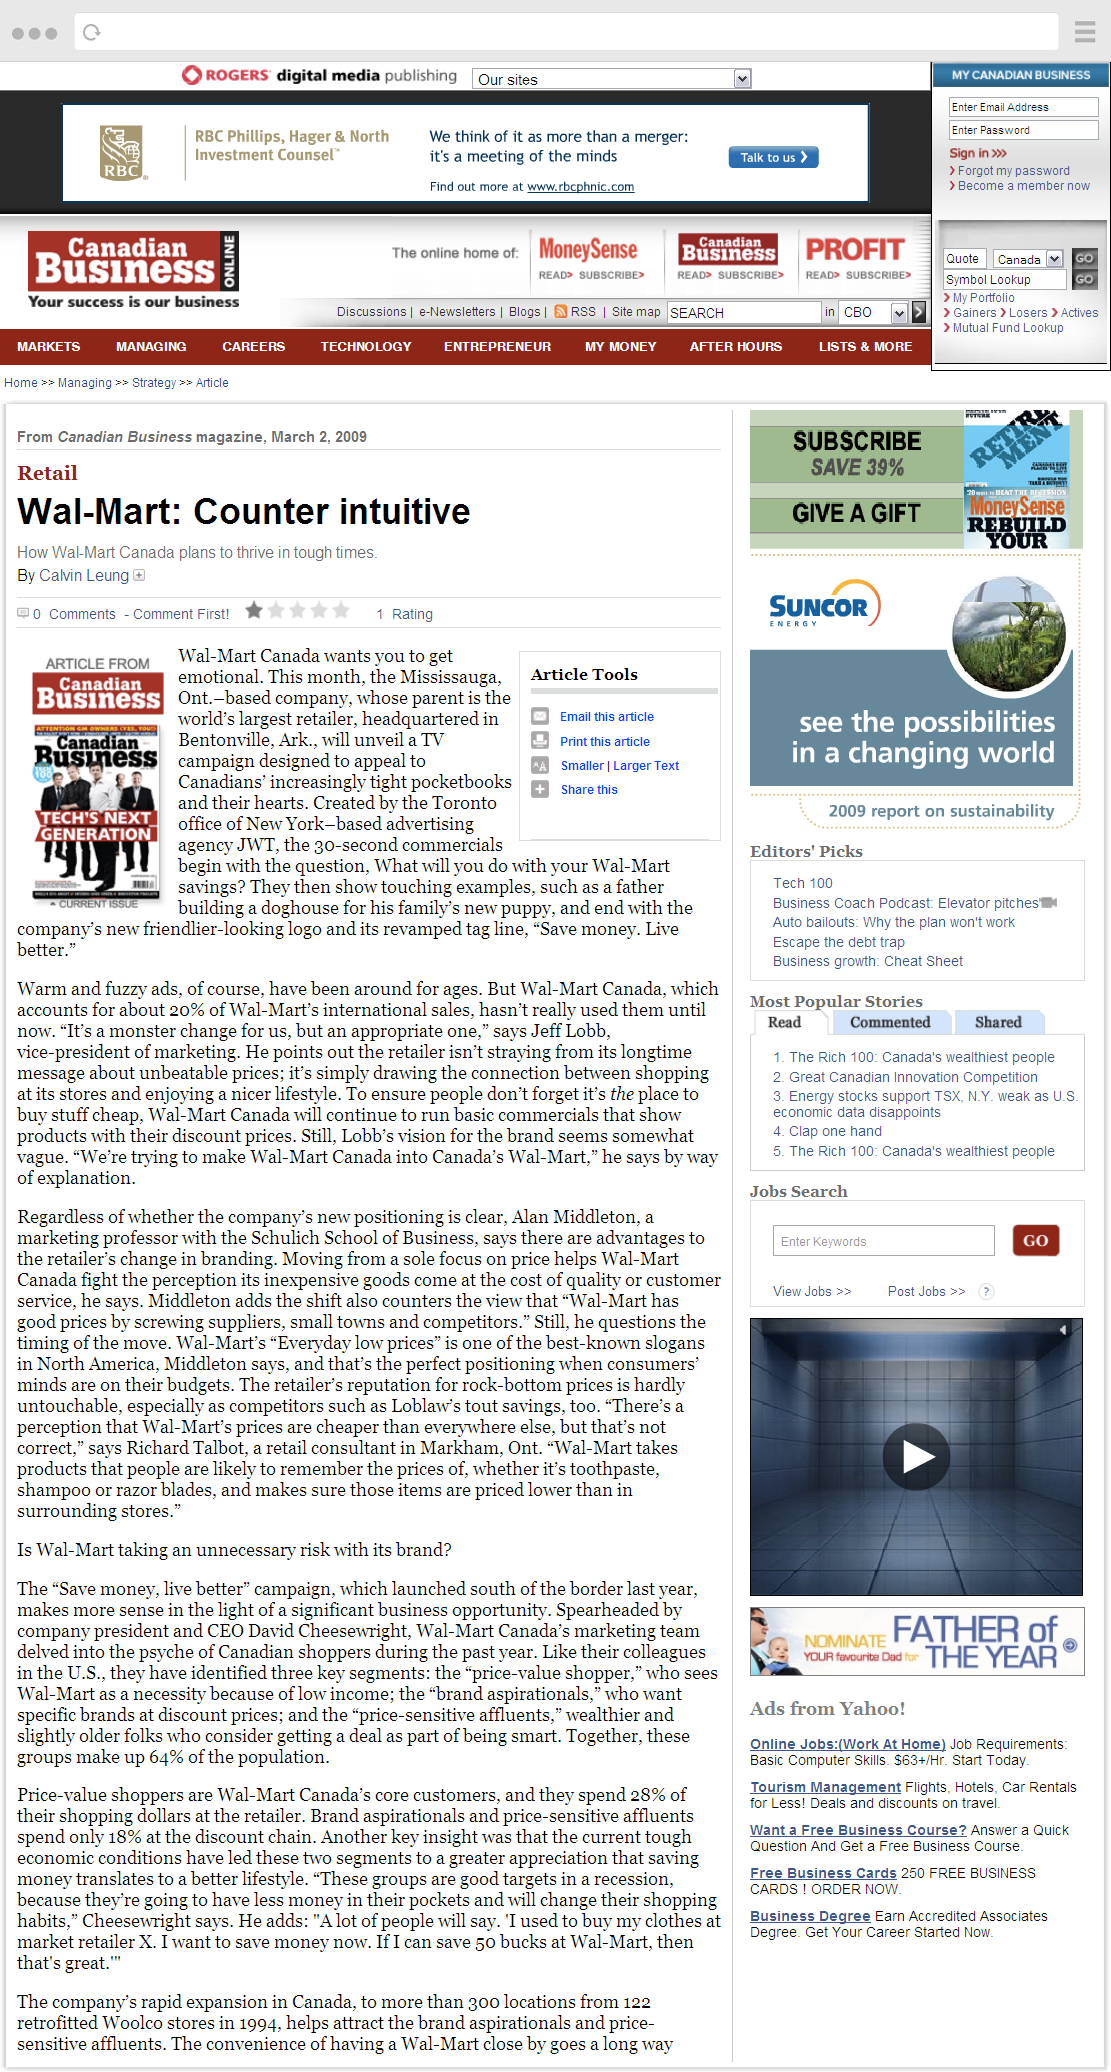 ROGERS digital media publishing
Our sites
MY CANADIAN BUSINESS
Enter Email Address
Enter Password
Sign in
Forgot my password
Become a member now
RBC
RBC Phillips, Hager & North
Investment Counsel™
We think of it as more than a merger:
it's a meeting of the minds
Find out more at www.rbcphnic.com
Talk to us
Canadian
Business
ONLINE
Your success is our business
The online home of:
MoneySense
READ> SUBSCRIBE>
Canadian
Business
READ> SUBSCRIBE>
PROFIT
READ> SUBSCRIBE>
Quote Canada GO
Symbol Lookup GO
My Portfolio
Gainers Losers Actives
Mutual Fund Lookup
Discussions | e-Newsletters | Blogs | RSS | Site map SEARCH in CBO
MARKETS MANAGING CAREERS TECHNOLOGY ENTREPRENEUR MY MONEY AFTER HOURS LISTS & MORE
Home >> Managing >> Strategy >> Article
From Canadian Business magazine, March 2, 2009
Retail
Wal-Mart: Counter intuitive
How Wal-Mart Canada plans to thrive in tough times.
By Calvin Leung
0 Comments - Comment First! 1 Rating
ARTICLE FROM
Canadian
Business
ATTENTION GM OWNERS (YES, YOU!)
Canadian
Business
TECH
100
TECH'S NEXT
GENERATION
CURRENT ISSUE
Article Tools
Email this article
Print this article
Smaller | Larger Text
Share this
Wal-Mart Canada wants you to get
emotional. This month, the Mississauga,
Ont.–based company, whose parent is the
world's largest retailer, headquartered in
Bentonville, Ark., will unveil a TV
campaign designed to appeal to
Canadians' increasingly tight pocketbooks
and their hearts. Created by the Toronto
office of New York–based advertising
agency JWT, the 30-second commercials
begin with the question, What will you do with your Wal-Mart
savings? They then show touching examples, such as a father
building a doghouse for his family's new puppy, and end with the
company's new friendlier-looking logo and its revamped tag line, “Save money. Live
better.”
Warm and fuzzy ads, of course, have been around for ages. But Wal-Mart Canada, which
accounts for about 20% of Wal-Mart's international sales, hasn't really used them until
now. “It's a monster change for us, but an appropriate one,” says Jeff Lobb,
vice-president of marketing. He points out the retailer isn't straying from its longtime
message about unbeatable prices; it's simply drawing the connection between shopping
at its stores and enjoying a nicer lifestyle. To ensure people don't forget it's the place to
buy stuff cheap, Wal-Mart Canada will continue to run basic commercials that show
products with their discount prices. Still, Lobb's vision for the brand seems somewhat
vague. “We're trying to make Wal-Mart Canada into Canada's Wal-Mart,” he says by way
of explanation.
Regardless of whether the company's new positioning is clear, Alan Middleton, a
marketing professor with the Schulich School of Business, says there are advantages to
the retailer's change in branding. Moving from a sole focus on price helps Wal-Mart
Canada fight the perception its inexpensive goods come at the cost of quality or customer
service, he says. Middleton adds the shift also counters the view that “Wal-Mart has
good prices by screwing suppliers, small towns and competitors.” Still, he questions the
timing of the move. Wal-Mart's “Everyday low prices” is one of the best-known slogans
in North America, Middleton says, and that's the perfect positioning when consumers'
minds are on their budgets. The retailer's reputation for rock-bottom prices is hardly
untouchable, especially as competitors such as Loblaw's tout savings, too. “There's a
perception that Wal-Mart's prices are cheaper than everywhere else, but that's not
correct,” says Richard Talbot, a retail consultant in Markham, Ont. “Wal-Mart takes
products that people are likely to remember the prices of, whether it's toothpaste,
shampoo or razor blades, and makes sure those items are priced lower than in
surrounding stores.”
Is Wal-Mart taking an unnecessary risk with its brand?
The “Save money, live better” campaign, which launched south of the border last year,
makes more sense in the light of a significant business opportunity. Spearheaded by
company president and CEO David Cheesewright, Wal-Mart Canada's marketing team
delved into the psyche of Canadian shoppers during the past year. Like their colleagues
in the U.S., they have identified three key segments: the “price-value shopper,” who sees
Wal-Mart as a necessity because of low income; the “brand aspirationals,” who want
specific brands at discount prices; and the “price-sensitive affluents,” wealthier and
slightly older folks who consider getting a deal as part of being smart. Together, these
groups make up 64% of the population.
Price-value shoppers are Wal-Mart Canada's core customers, and they spend 28% of
their shopping dollars at the retailer. Brand aspirationals and price-sensitive affluents
spend only 18% at the discount chain. Another key insight was that the current tough
economic conditions have led these two segments to a greater appreciation that saving
money translates to a better lifestyle. “These groups are good targets in a recession,
because they're going to have less money in their pockets and will change their shopping
habits,” Cheesewright says. He adds: "A lot of people will say. 'I used to buy my clothes at
market retailer X. I want to save money now. If I can save 50 bucks at Wal-Mart, then
that's great.'"
The company's rapid expansion in Canada, to more than 300 locations from 122
retrofitted Woolco stores in 1994, helps attract the brand aspirationals and price-
sensitive affluents. The convenience of having a Wal-Mart close by goes a long way
SUBSCRIBE
SAVE 39%
GIVE A GIFT
RETIREMENT
MoneySense
REBUILD
YOUR
SUNCOR
ENERGY
see the possibilities
in a changing world
2009 report on sustainability
Editors' Picks
Tech 100
Business Coach Podcast: Elevator pitches
Auto bailouts: Why the plan won't work
Escape the debt trap
Business growth: Cheat Sheet
Most Popular Stories
Read Commented Shared
1. The Rich 100: Canada's wealthiest people
2. Great Canadian Innovation Competition
3. Energy stocks support TSX, N.Y. weak as U.S.
economic data disappoints
4. Clap one hand
5. The Rich 100: Canada's wealthiest people
Jobs Search
Enter Keywords GO
View Jobs >> Post Jobs >> ?
NOMINATE
YOUR favourite Dad for
FATHER of
THE YEAR
Ads from Yahoo!
Online Jobs:(Work At Home) Job Requirements:
Basic Computer Skills. $63+/Hr. Start Today.
Tourism Management Flights, Hotels, Car Rentals
for Less! Deals and discounts on travel.
Want a Free Business Course? Answer a Quick
Question And Get a Free Business Course.
Free Business Cards 250 FREE BUSINESS
CARDS ! ORDER NOW.
Business Degree Earn Accredited Associates
Degree. Get Your Career Started Now.